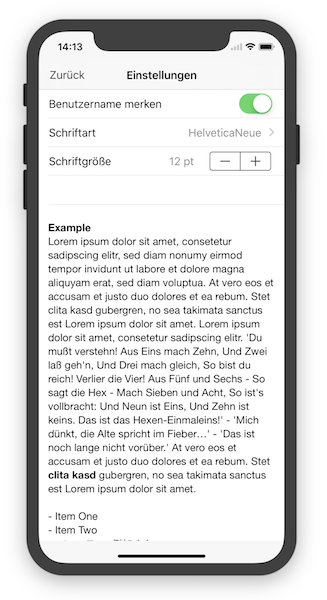 14:13
Zurück Einstellungen
Benutzername merken
Schriftart HelveticaNeue
Schriftgröße 12 pt
Example
Lorem ipsum dolor sit amet, consetetur
sadipscing elitr, sed diam nonumy eirmod
tempor invidunt ut labore et dolore magna
aliquyam erat, sed diam voluptua. At vero eos et
accusam et justo duo dolores et ea rebum. Stet
clita kasd gubergren, no sea takimata sanctus
est Lorem ipsum dolor sit amet. Lorem ipsum
dolor sit amet, consetetur sadipscing elitr. 'Du
mußt verstehn! Aus Eins mach Zehn, Und Zwei
laß geh'n, Und Drei mach gleich, So bist du
reich! Verlier die Vier! Aus Fünf und Sechs - So
sagt die Hex - Mach Sieben und Acht, So ist's
vollbracht: Und Neun ist Eins, Und Zehn ist
keins. Das ist das Hexen-Einmaleins!' - 'Mich
dünkt, die Alte spricht im Fieber…' - 'Das ist
noch lange nicht vorüber.' At vero eos et
accusam et justo duo dolores et ea rebum. Stet
clita kasd gubergren, no sea takimata sanctus
est Lorem ipsum dolor sit amet.
- Item One
- Item Two